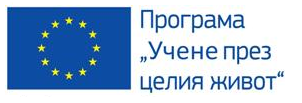 Програма
„Учене през
целия живот“